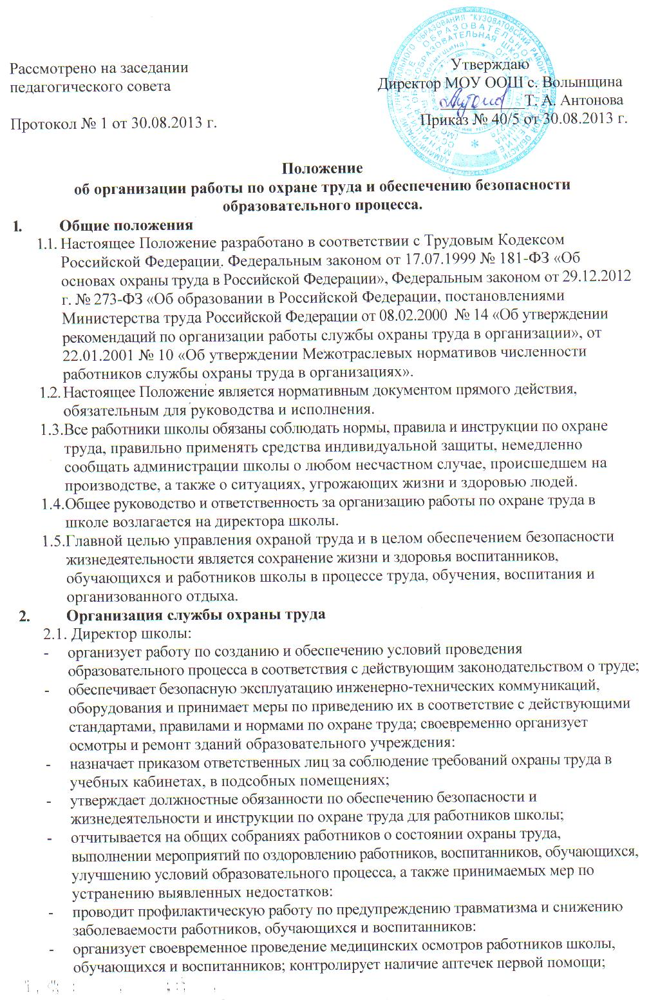 Рассмотрено на заседании
педагогического совета
Протокол № 1 от 30.08.2013 г.
Утверждаю
Директор МОУ ООШ с. Волынщина
Т. А. Антонова
Приказ № 40/5 от 30.08.2013 г.
Положение
об организации работы по охране труда и обеспечению безопасности
образовательного процесса.
1. Общие положения
1.1. Настоящее Положение разработано в соответствии с Трудовым Кодексом
Российской Федерации. Федеральным законом от 17.07.1999 № 181-ФЗ «Об
основах охраны труда в Российской Федерации», Федеральным законом от 29.12.2012
г. № 273-ФЗ «Об образовании в Российской Федерации, постановлениями
Министерства труда Российской Федерации от 08.02.2000 № 14 «Об утверждении
рекомендаций по организации работы службы охраны труда в организации», от
22.01.2001 № 10 «Об утверждении Межотраслевых нормативов численности
работников службы охраны труда в организациях».
1.2. Настоящее Положение является нормативным документом прямого действия,
обязательным для руководства и исполнения.
1.3.Все работники школы обязаны соблюдать нормы, правила и инструкции по охране
труда, правильно применять средства индивидуальной защиты, немедленно
сообщать администрации школы о любом несчастном случае, происшедшем на
производстве, а также о ситуациях, угрожающих жизни и здоровью людей.
1.4.Общее руководство и ответственность за организацию работы по охране труда в
школе возлагается на директора школы.
1.5.Главной целью управления охраной труда и в целом обеспечением безопасности
жизнедеятельности является сохранение жизни и здоровья воспитанников,
обучающихся и работников школы в процессе труда, обучения, воспитания и
организованного отдыха.
2. Организация службы охраны труда
2.1. Директор школы:
- организует работу по созданию и обеспечению условий проведения
образовательного процесса в соответствия с действующим законодательством о труде;
- обеспечивает безопасную эксплуатацию инженерно-технических коммуникаций,
оборудования и принимает меры по приведению их в соответствие с действующими
стандартами, правилами и нормами по охране труда; своевременно организует
осмотры и ремонт зданий образовательного учреждения:
- назначает приказом ответственных лиц за соблюдение требований охраны труда в
учебных кабинетах, в подсобных помещениях;
- утверждает должностные обязанности по обеспечению безопасности и
жизнедеятельности и инструкции по охране труда для работников школы;
- отчитывается на общих собраниях работников о состоянии охраны труда,
выполнении мероприятий по оздоровлению работников, воспитанников, обучающихся,
улучшению условий образовательного процесса, а также принимаемых мер по
устранению выявленных недостатков:
- проводит профилактическую работу по предупреждению травматизма и снижению
заболеваемости работников, обучающихся и воспитанников:
- организует своевременное проведение медицинских осмотров работников школы,
обучающихся и воспитанников; контролирует наличие аптечек первой помощи;